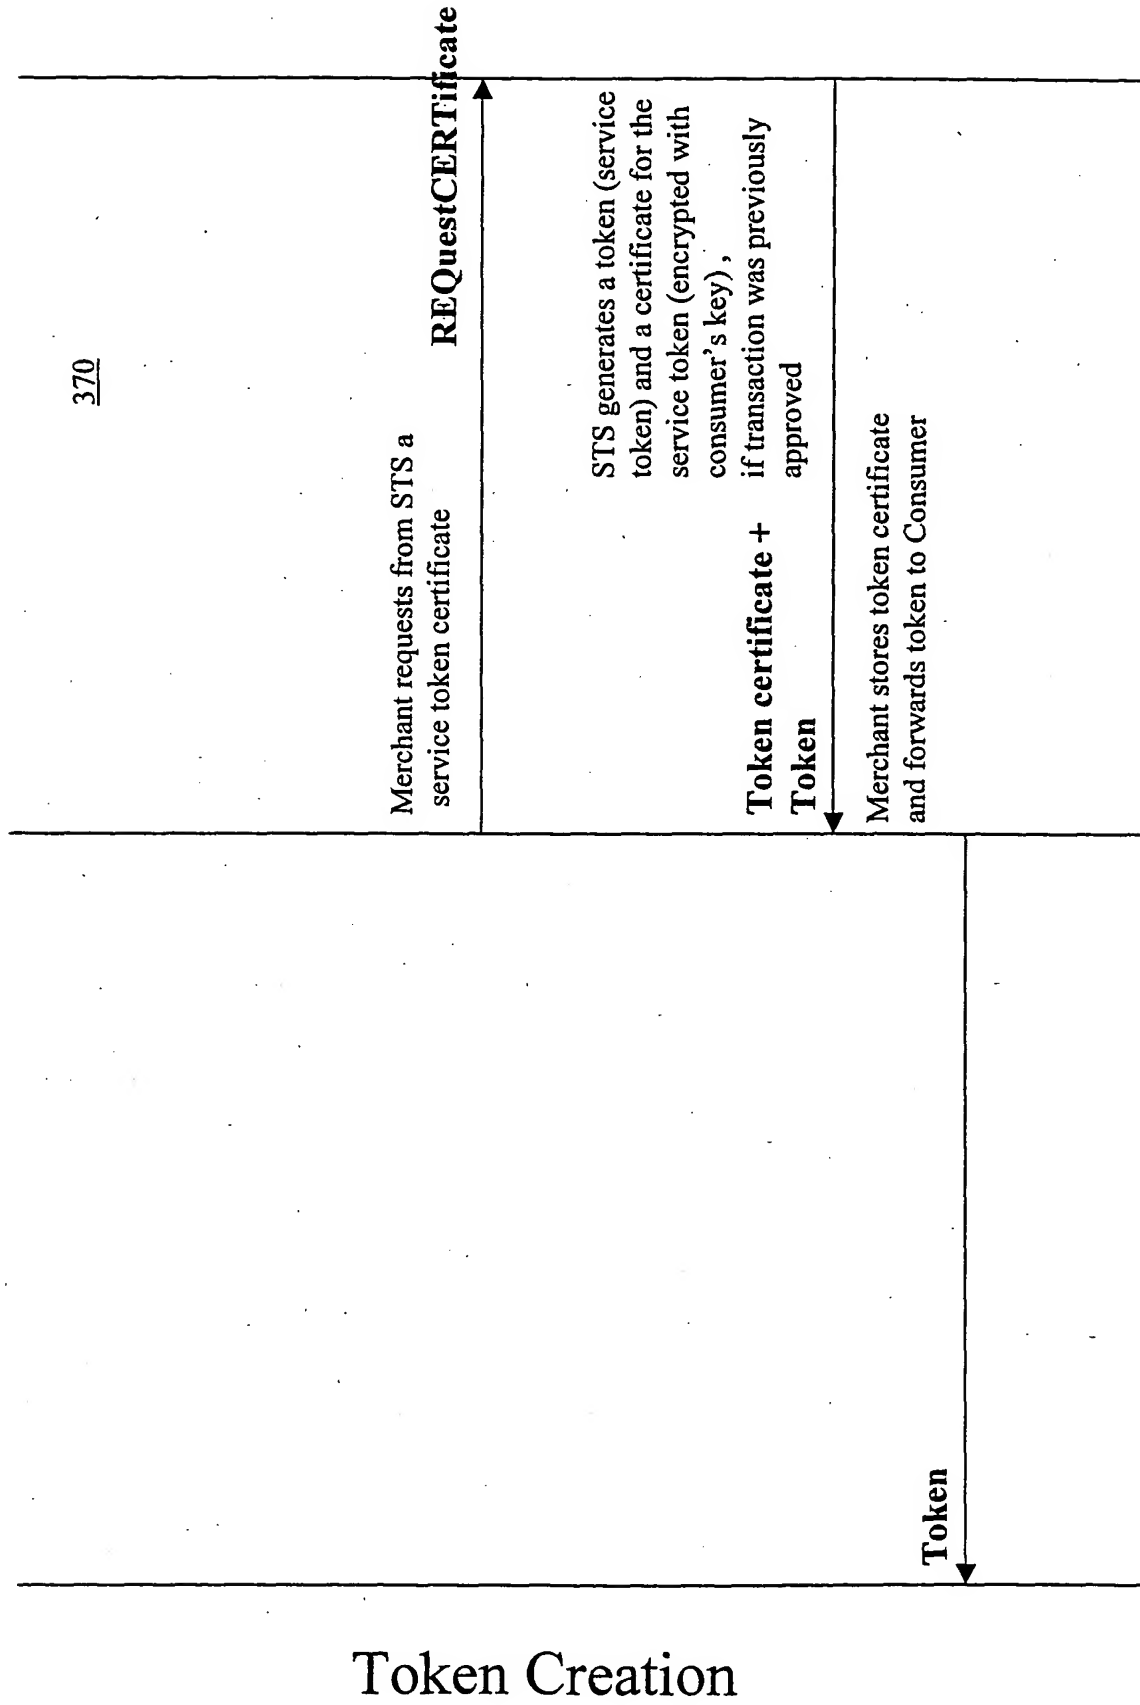 Token Creation
370
Merchant requests from STS a
service token certificate
REQuestCERTificate
STS generates a token (service
token) and a certificate for the
service token (encrypted with
consumer's key) ,
if transaction was previously
approved
Token certificate +
Token
Merchant stores token certificate
and forwards token to Consumer
Token